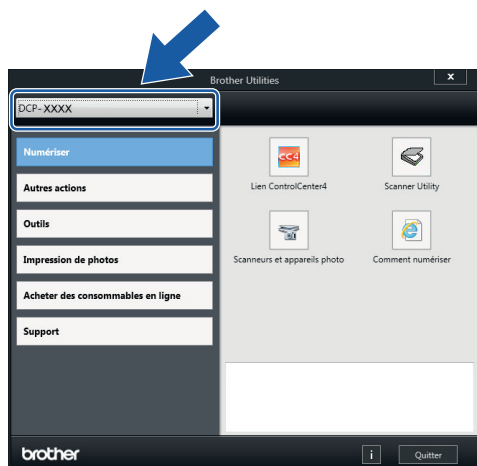 Brother Utilities
x
DCP-XXXX
Numériser
Autres actions
Outils
Impression de photos
Acheter des consommables en ligne
Support
CC4
Lien ControlCenter4
Scanner Utility
Scanneurs et appareils photo
Comment numériser
brother
i
Quitter